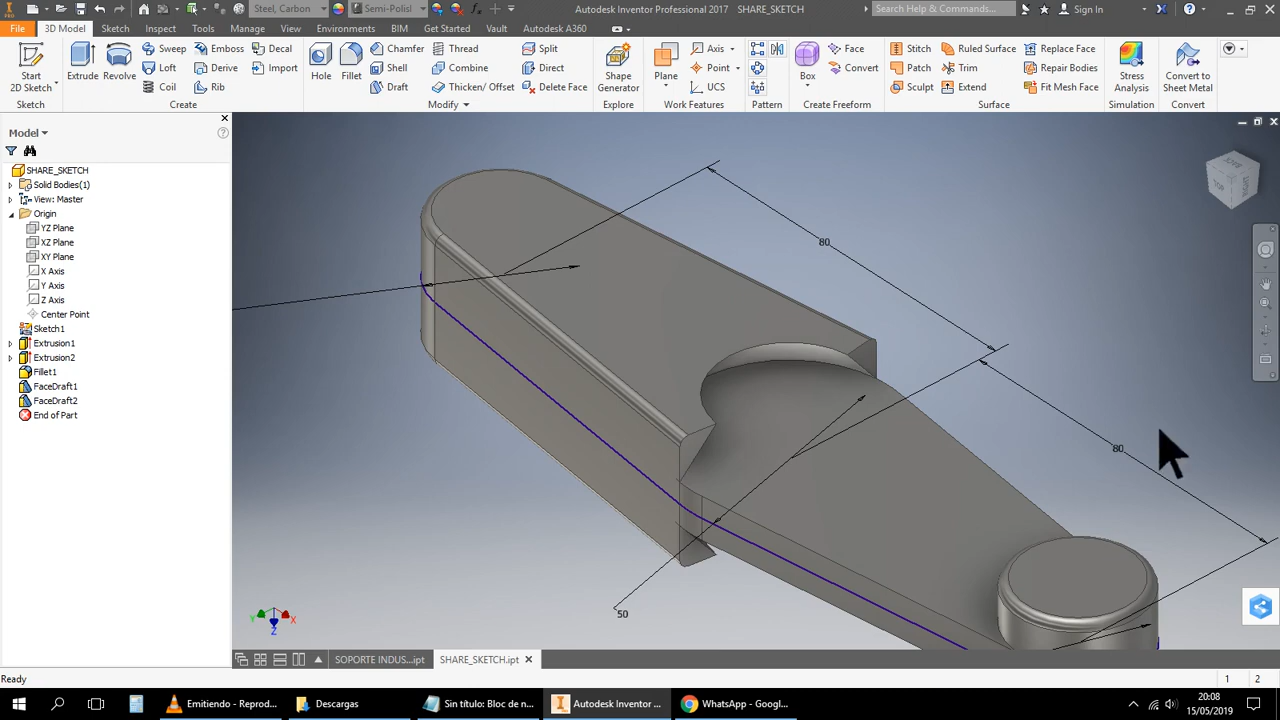 PRO
Steel, Carbon
Semi-Polisl
Autodesk Inventor Professional 2017   SHARE_SKETCH
Search Help & Commands...
Sign In
File
3D Model
Sketch
Inspect
Tools
Manage
View
Environments
BIM
Get Started
Vault
Autodesk A360
Start
2D Sketch
Extrude
Revolve
Sweep
Loft
Coil
Emboss
Derive
Rib
Decal
Import
Hole
Fillet
Chamfer
Shell
Draft
Thread
Combine
Thicken/ Offset
Split
Direct
Delete Face
Shape
Generator
Plane
Axis
Point
UCS
Box
Face
Convert
Stitch
Patch
Sculpt
Ruled Surface
Trim
Extend
Replace Face
Repair Bodies
Fit Mesh Face
Stress
Analysis
Convert to
Sheet Metal
Sketch
Create
Modify
Explore
Work Features
Pattern
Create Freeform
Surface
Simulation
Convert
Model
SHARE_SKETCH
Solid Bodies(1)
View: Master
Origin
YZ Plane
XZ Plane
XY Plane
X Axis
Y Axis
Z Axis
Center Point
Sketch1
Extrusion1
Extrusion2
Fillet1
FaceDraft1
FaceDraft2
End of Part
80
80
50
BACK
TOP
Y
X
Z
SOPORTE INDUS...ipt
SHARE_SKETCH.ipt
Ready
1
2
Emitiendo - Reprod...
Descargas
Sin título: Bloc de n...
Autodesk Inventor ...
WhatsApp - Googl...
20:08
15/05/2019